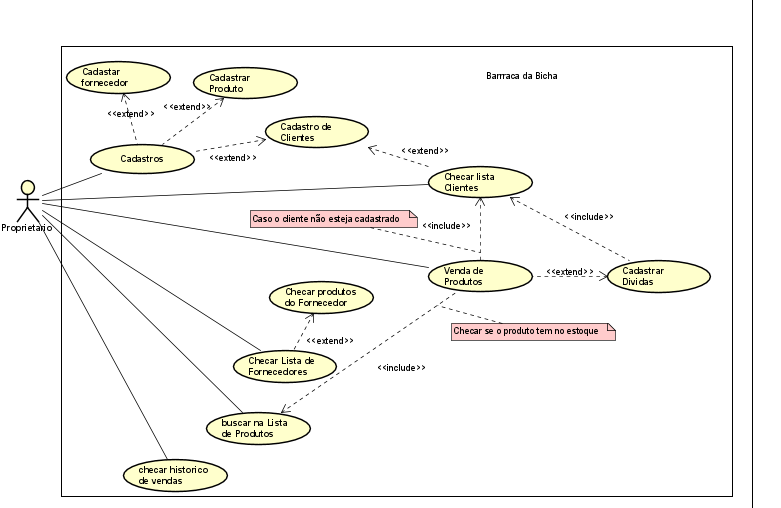 Cadastar
fornecedor
Cadastrar
Produto
Barrraca da Bicha
<<extend>>
<<extend>>
Cadastro de
Clientes
Cadastros
<<extend>>
<<extend>>
Checar lista
Clientes
Proprietario
Caso o cliente não esteja cadastrado
<<include>>
<<include>>
Venda de
Produtos
<<extend>>
Cadastrar
Dividas
Checar produtos
do Fornecedor
Checar se o produto tem no estoque
<<extend>>
Checar Lista de
Fornecedores
<<include>>
buscar na Lista
de Produtos
checar historico
de vendas